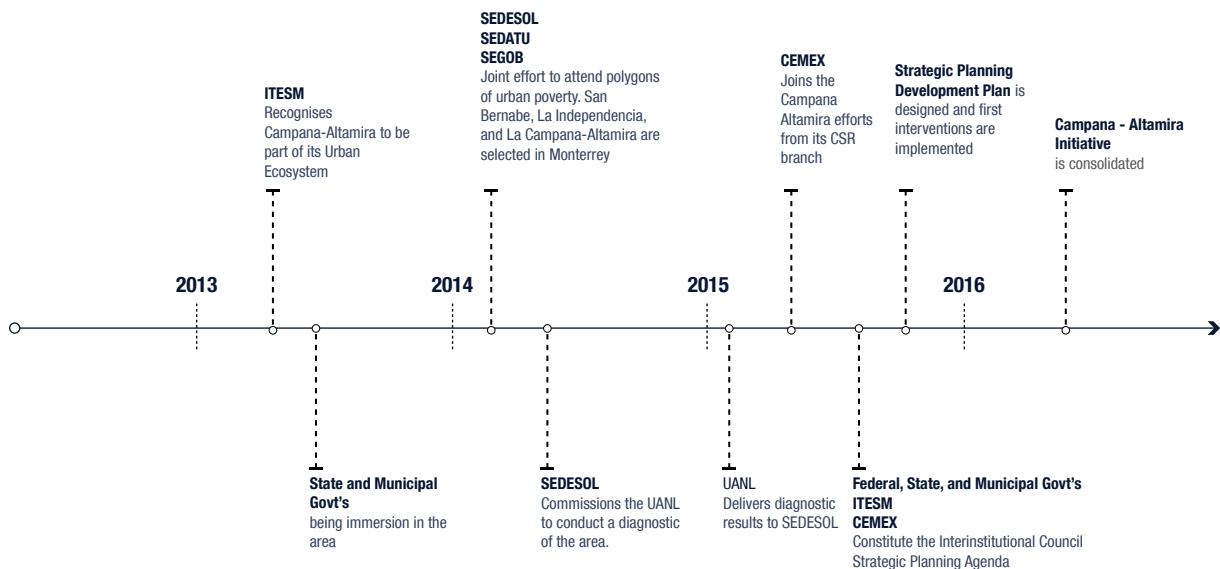 SEDESOL
SEDATU
SEGOB
Joint effort to attend polygons
of urban poverty. San
Bernabe, La Independencia,
and La Campana-Altamira are
selected in Monterrey
ITESM
Recognises
Campana-Altamira to be
part of its Urban
Ecosystem
CEMEX
Joins the
Campana
Altamira efforts
from its CSR
branch
Strategic Planning
Development Plan is
designed and first
interventions are
implemented
Campana - Altamira
Initiative
is consolidated
2013
2014
2015
2016
State and Municipal
Govt's
being immersion in the
area
SEDESOL
Commissions the UANL
to conduct a diagnostic
of the area.
UANL
Delivers diagnostic
results to SEDESOL
Federal, State, and Municipal Govt's
ITESM
CEMEX
Constitute the Interinstitutional Council
Strategic Planning Agenda